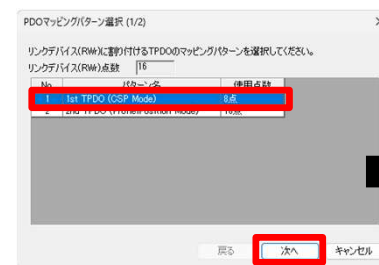 PDOマッピングパターン選択 (1/2)
リンクデバイス(RWr)に割り付けするTPDOのマッピングパターンを選択してください。
リンクデバイス(RWr)点数 16
No. パターン名 使用点数
1 1st TPDO (CSP Mode) 8点
2 2nd TPDO (ProfilePosition Mode)
戻る 次へ キャンセル